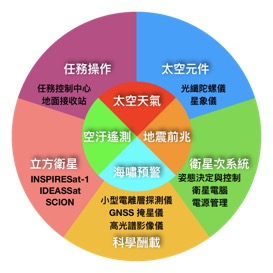 任務操作
任務控制中心
地面接收站
太空元件
光纖陀螺儀
星象儀
太空天氣
空汙遙測
地震前兆
海嘯預警
立方衛星
INSPIRESat-1
IDEASSat
SCION
衛星次系統
姿態決定與控制
衛星電腦
電源管理
小型電離層探測儀
GNSS 掩星儀
高光譜影像儀
科學酬載